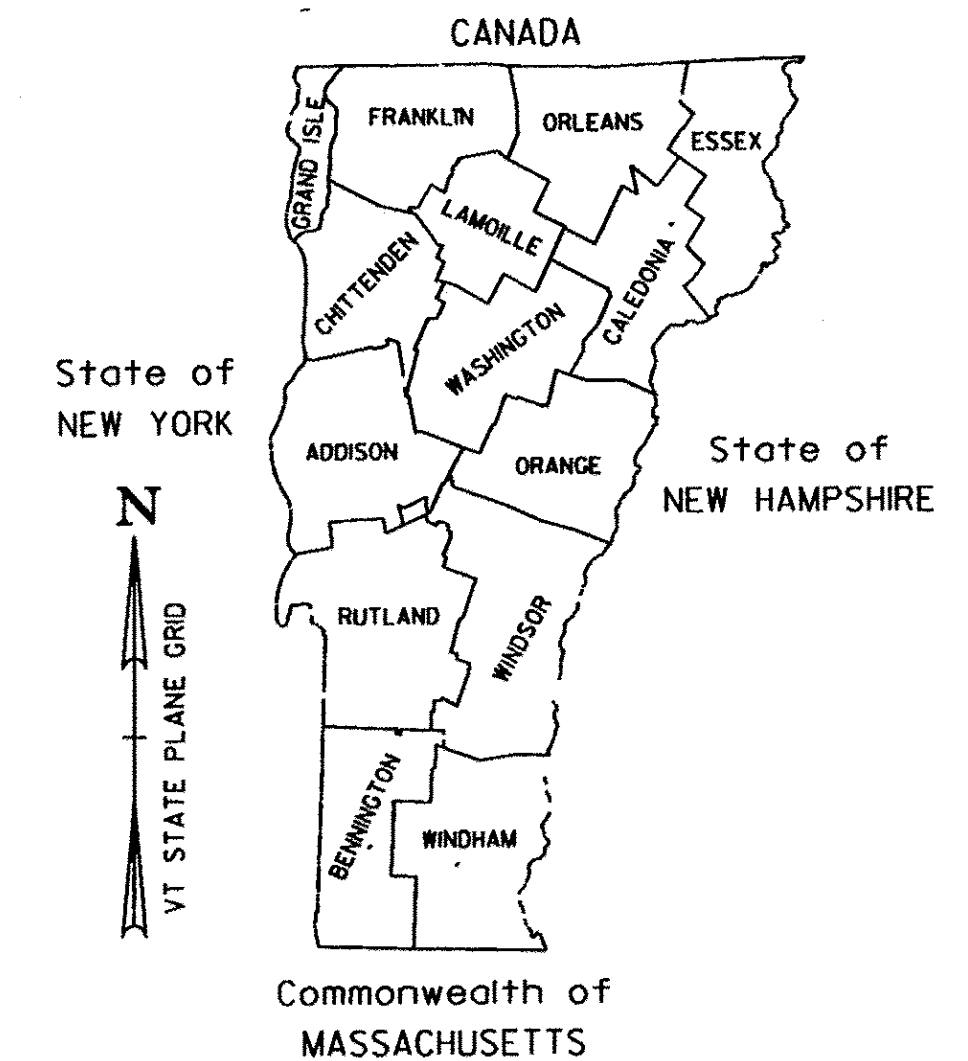 CANADA
FRANKLIN
ORLEANS
ESSEX
GRAND ISLE
LAMOILLE
CHITTENDEN
CALEDONIA
WASHINGTON
State of
NEW YORK
ADDISON
ORANGE
State of
NEW HAMPSHIRE
N
VT STATE PLANE GRID
RUTLAND
WINDSOR
BENNINGTON
WINDHAM
Commonwealth of
MASSACHUSETTS